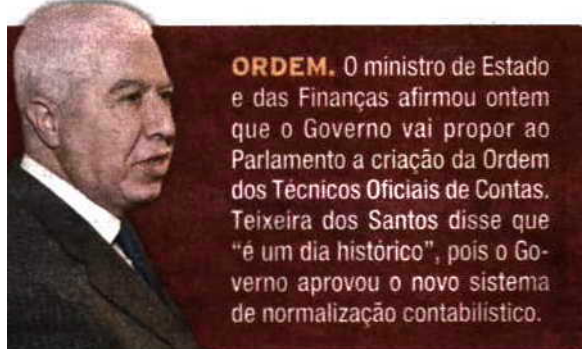 ORDEM. O ministro de Estado
e das Finanças afirmou ontem
que o Governo vai propor ao
Parlamento a criação da Ordem
dos Técnicos Oficiais de Contas.
Teixeira dos Santos disse que
“é um dia histórico”, pois o Go-
verno aprovou o novo sistema
de normalização contabilístico.